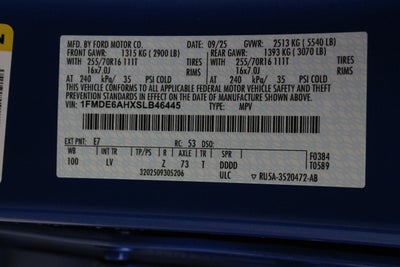 MFD. BY FORD MOTOR CO.
DATE: 09/25 GVWR: 2513 KG ( 5540 LB)
FRONT GAWR: 1315 KG ( 2900 LB) REAR GAWR: 1393 KG ( 3070 LB)
255/70R16 111T TIRES 255/70R16 111T TIRES
16x7.0J RIMS 16x7.0J RIMS
AT 240 kPa/ 35 PSI COLD AT 240 kPa/ 35 PSI COLD
THIS VEHICLE CONFORMS TO ALL APPLICABLE FEDERAL MOTOR VEHICLE SAFETY AND THEFT PREVENTION
STANDARDS IN EFFECT ON THE DATE OF MANUFACTURE SHOWN ABOVE.
VIN: 1FMDE6AHXSLB46445 TYPE: MPV
EXT PNT: E7 RC: 53 DSO: F0384
WB INT TR TP/PS R AXLE TR SPR T0589
100 LV Z 73 T DDDD
3202509305206 ULC RU5A-3520472-AB